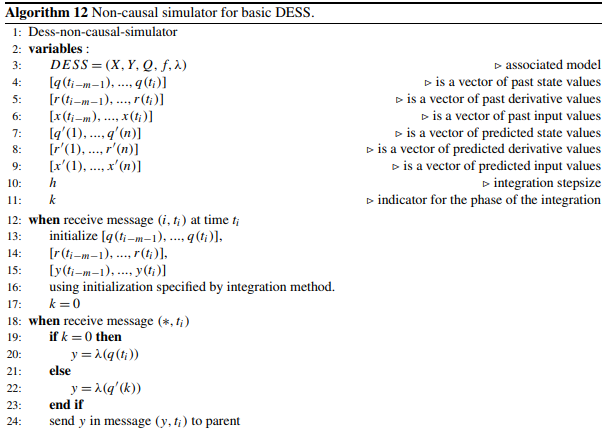 Algorithm 12 Non-causal simulator for basic DESS.
1: Dess-non-causal-simulator
2: variables :
3: DESS = (X, Y, Q, f, λ) ▹ associated model
4: [q(t_{i−m−1}), ..., q(t_i)] ▹ is a vector of past state values
5: [r(t_{i−m−1}), ..., r(t_i)] ▹ is a vector of past derivative values
6: [x(t_{i−m}), ..., x(t_i)] ▹ is a vector of past input values
7: [q′(1), ..., q′(n)] ▹ is a vector of predicted state values
8: [r′(1), ..., r′(n)] ▹ is a vector of predicted derivative values
9: [x′(1), ..., x′(n)] ▹ is a vector of predicted input values
10: h ▹ integration stepsize
11: k ▹ indicator for the phase of the integration
12: when receive message (i, t_i) at time t_i
13: initialize [q(t_{i−m−1}), ..., q(t_i)],
14: [r(t_{i−m−1}), ..., r(t_i)],
15: [y(t_{i−m−1}), ..., y(t_i)]
16: using initialization specified by integration method.
17: k = 0
18: when receive message (∗, t_i)
19: if k = 0 then
20: y = λ(q(t_i))
21: else
22: y = λ(q′(k))
23: end if
24: send y in message (y, t_i) to parent